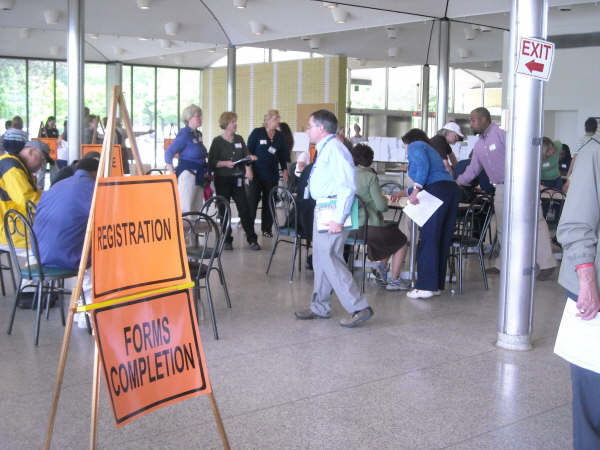 EXIT
REGISTRATION
FORMS
COMPLETION